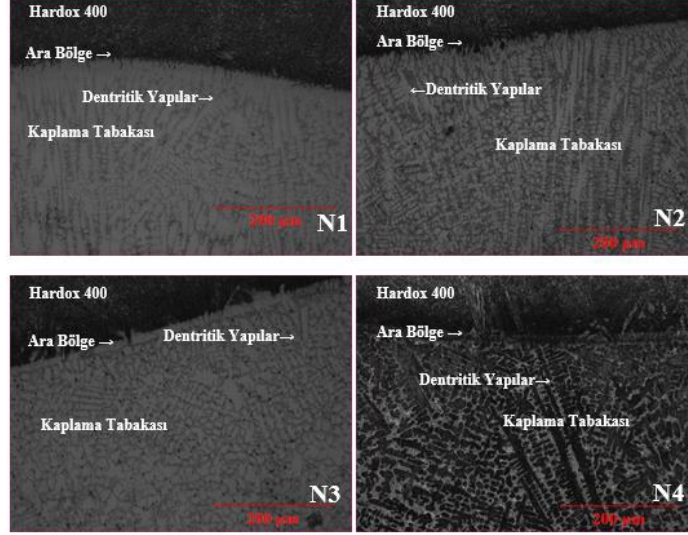 Hardox 400
Ara Bölge →
Dentritik Yapılar→
Kaplama Tabakası
200 µm
N1
Hardox 400
Ara Bölge →
←Dentritik Yapılar
Kaplama Tabakası
200 µm
N2
Hardox 400
Dentritik Yapılar→
Ara Bölge →
Kaplama Tabakası
200 µm
N3
Hardox 400
Ara Bölge →
Dentritik Yapılar→
Kaplama Tabakası
200 µm
N4